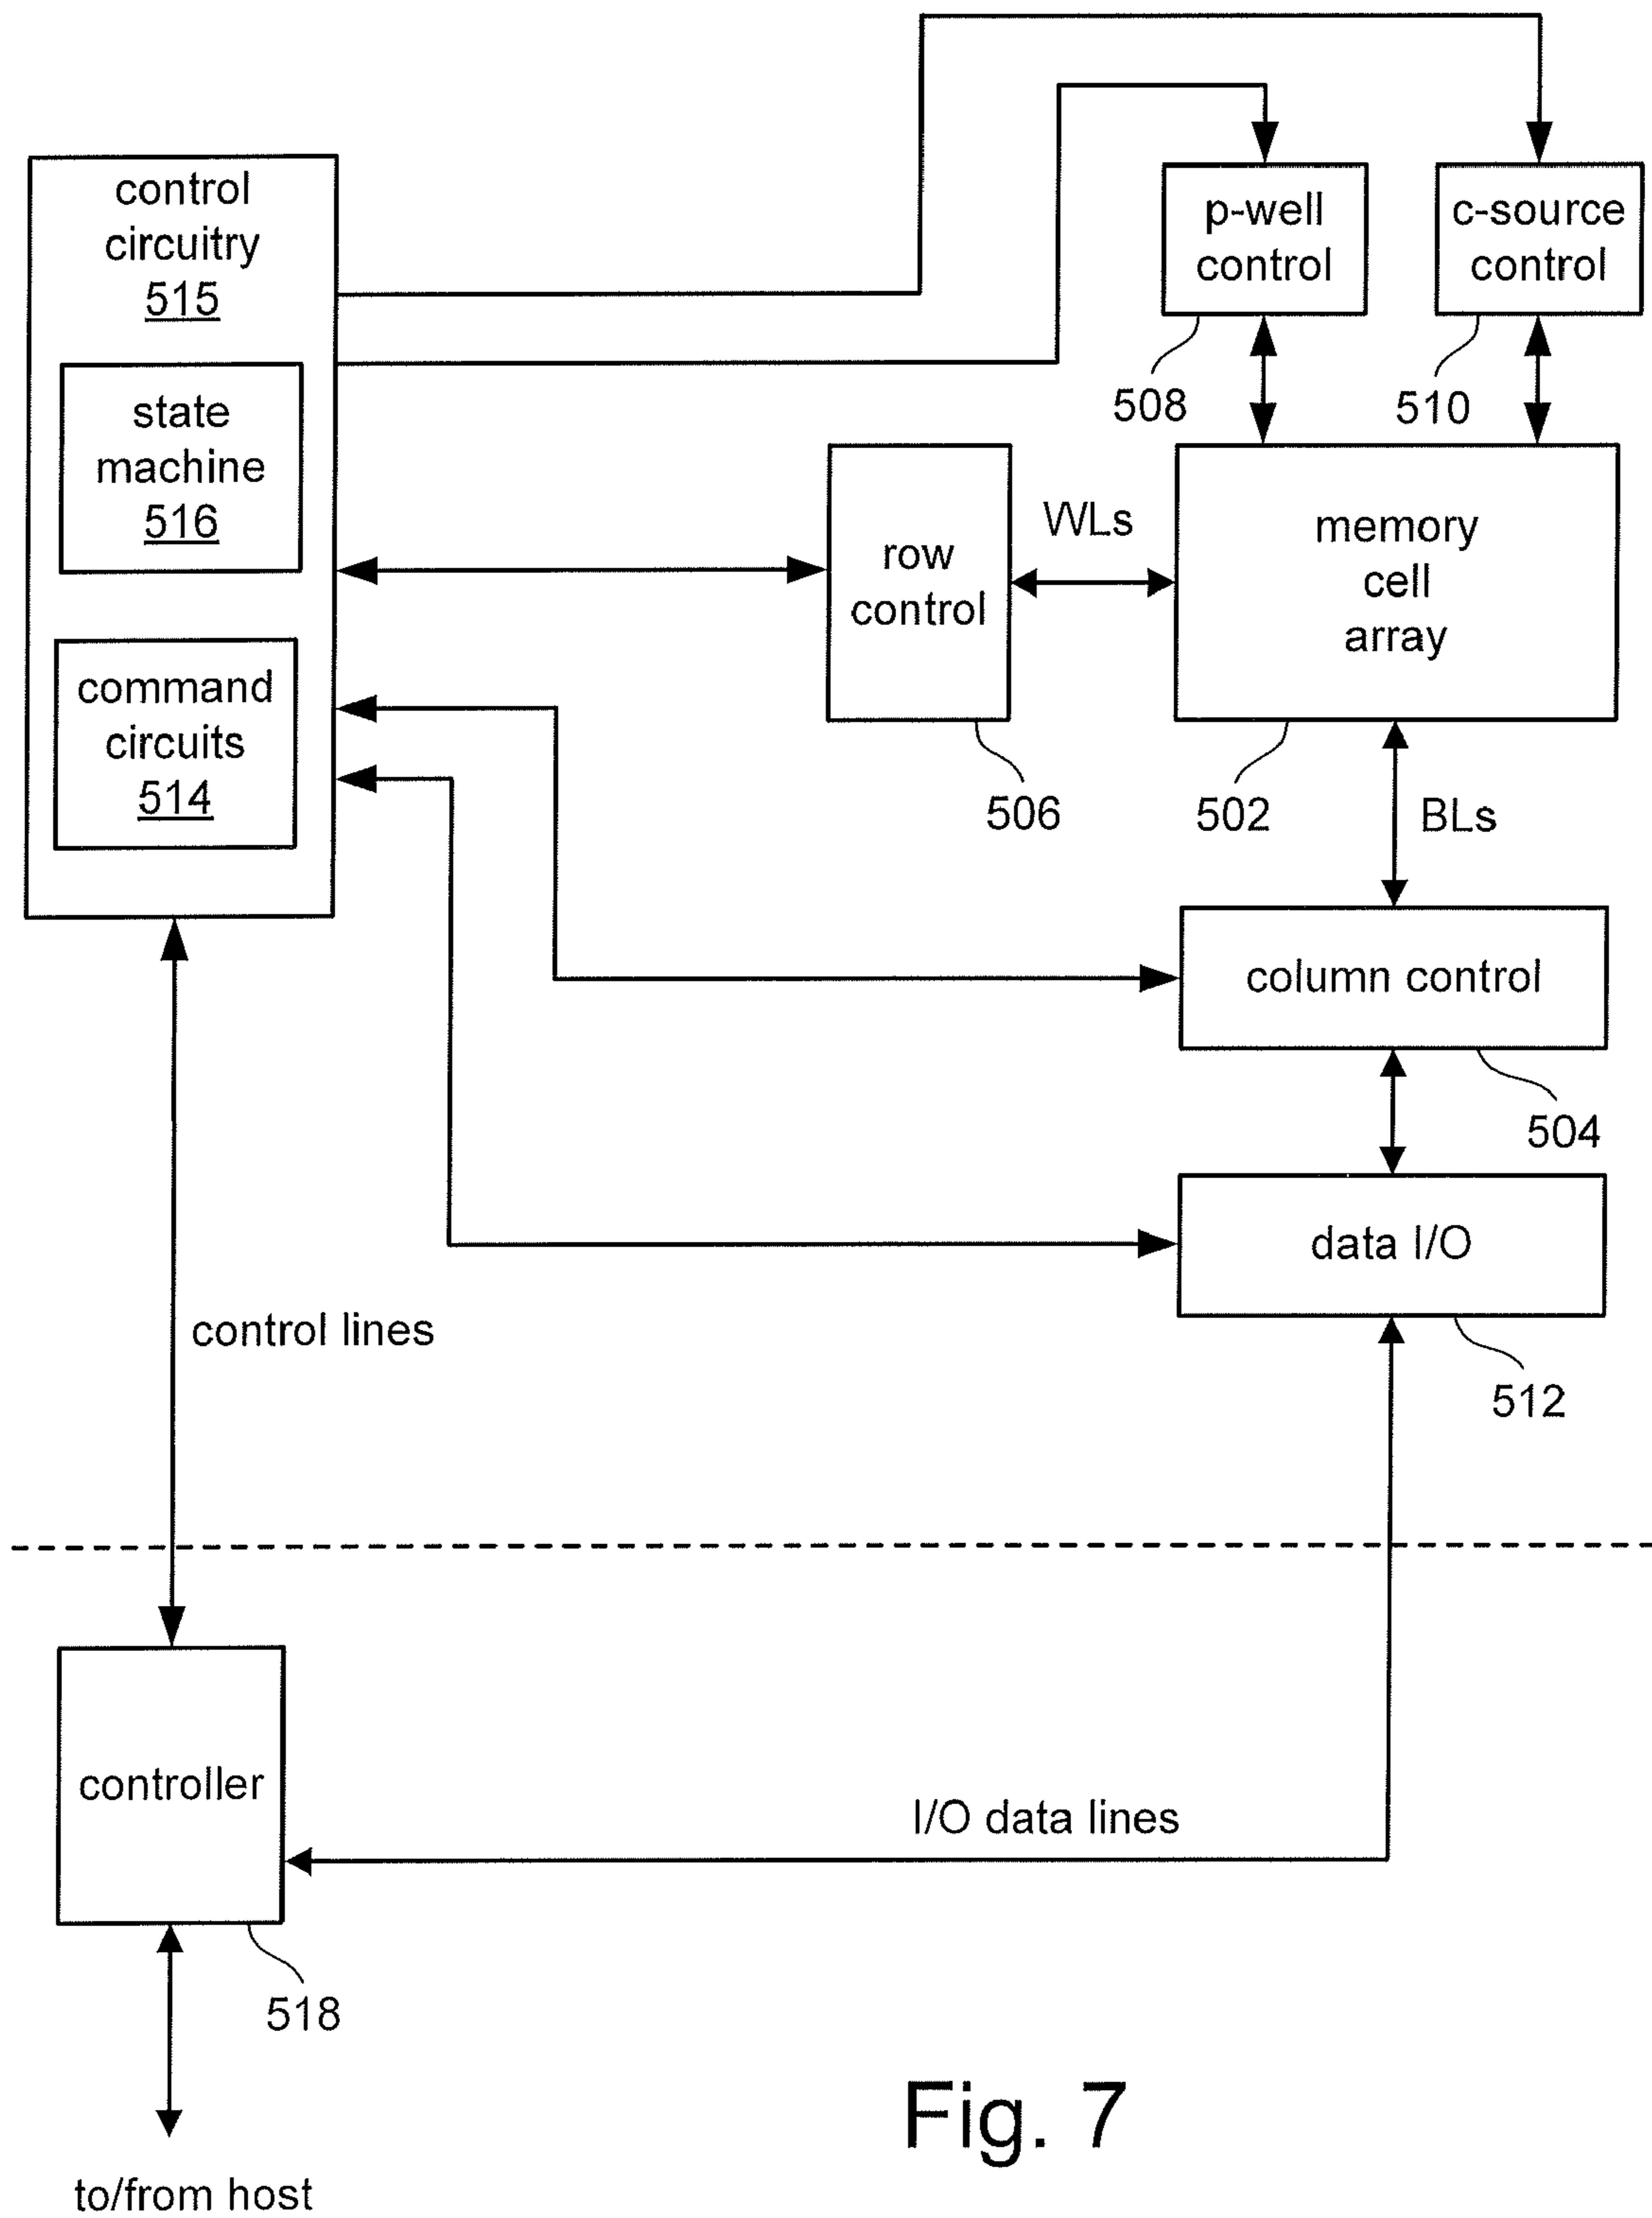 control
circuitry
515
state
machine
516
command
circuits
514
p-well
control
508
c-source
control
510
row
control
506
WLs
memory
cell
array
502
BLs
column control
504
data I/O
512
control lines
controller
518
I/O data lines
to/from host
Fig. 7